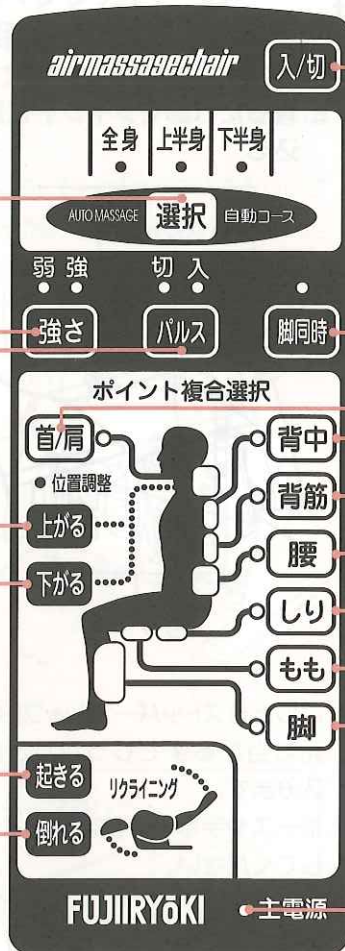 airmassagechair
入/切
全身 上半身 下半身
AUTO MASSAGE 選択 自動コース
弱 強 切 入
強さ パルス 脚同時
ポイント複合選択
首/肩 背中
位置調整
背筋
上がる
腰
下がる
しり
もも
脚
起きる リクライニング
倒れる
FUJIIRYōKI 主電源